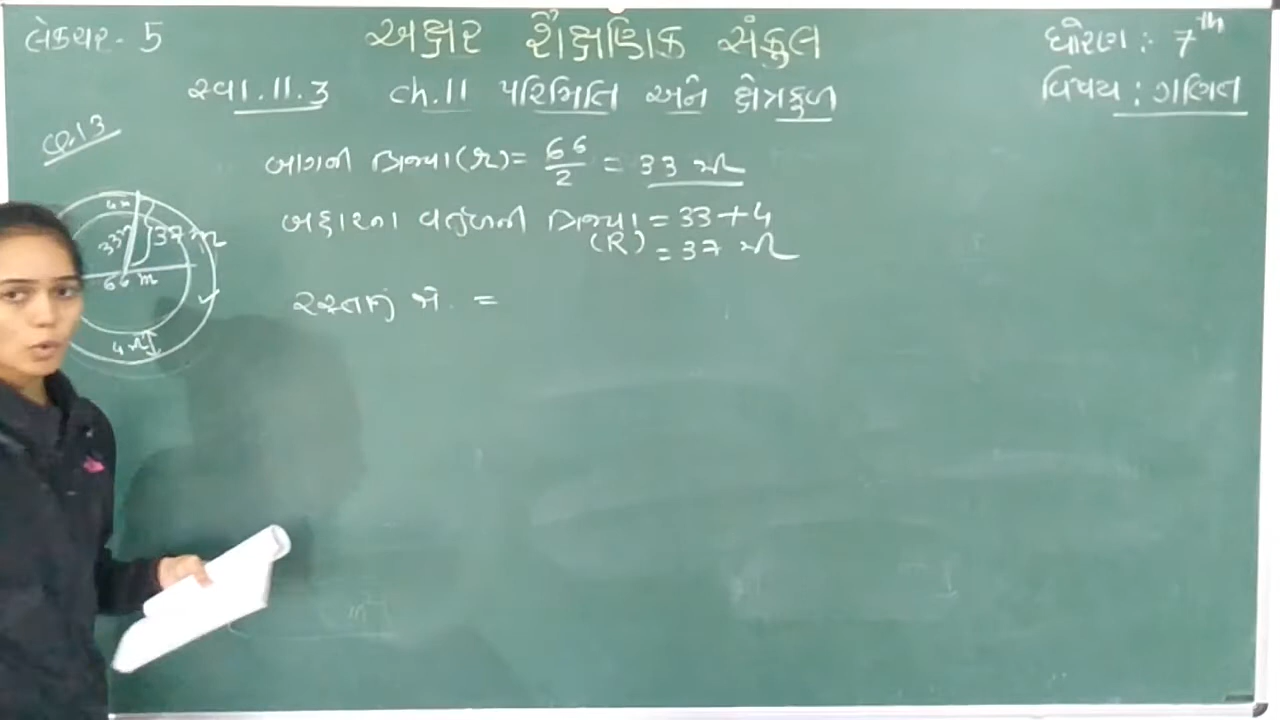 લેક્ચર - 5
અક્ષર શૈક્ષણિક સંકુલ
ધોરણ : 7th
સ્વા. 11.3 ch.11 પરિમિતિ અને ક્ષેત્રફળ
વિષય : ગણિત
Q.13
બાગની ત્રિજ્યા (r) = 66/2 = 33 મી
બહારના વર્તુળની ત્રિજ્યા = 33 + 4
(R) = 37 મી
રસ્તાનું ક્ષે. =
4 મી
33 મી
37 મી
66 m
4 મી